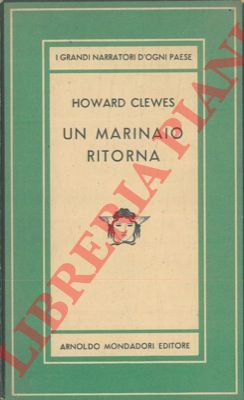 I GRANDI NARRATORI D'OGNI PAESE
HOWARD CLEWES
UN MARINAIO
RITORNA
ARNOLDO MONDADORI EDITORE
LIBRERIA PIANI